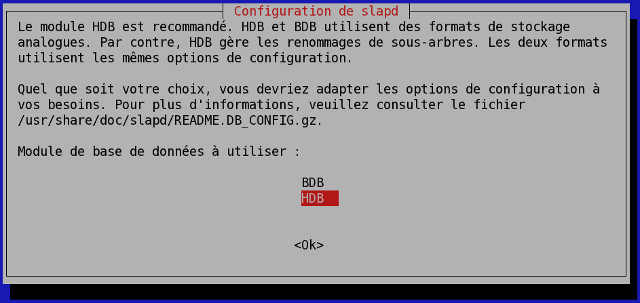 Configuration de slapd
Le module HDB est recommandé. HDB et BDB utilisent des formats de stockage
analogues. Par contre, HDB gère les renommages de sous-arbres. Les deux formats
utilisent les mêmes options de configuration.
Quel que soit votre choix, vous devriez adapter les options de configuration à
vos besoins. Pour plus d'informations, veuillez consulter le fichier
/usr/share/doc/slapd/README.DB_CONFIG.gz.
Module de base de données à utiliser :
BDB
HDB
<Ok>